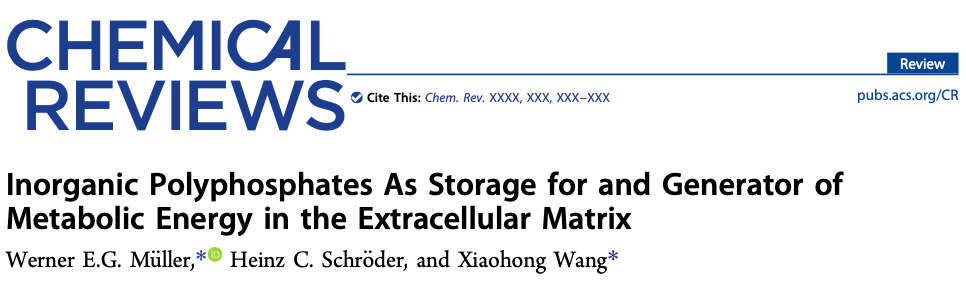 CHEMICAL
REVIEWS
Review
Cite This: Chem. Rev. XXXX, XXX, XXX−XXX
pubs.acs.org/CR
Inorganic Polyphosphates As Storage for and Generator of
Metabolic Energy in the Extracellular Matrix
Werner E.G. Müller,* iD Heinz C. Schröder, and Xiaohong Wang*